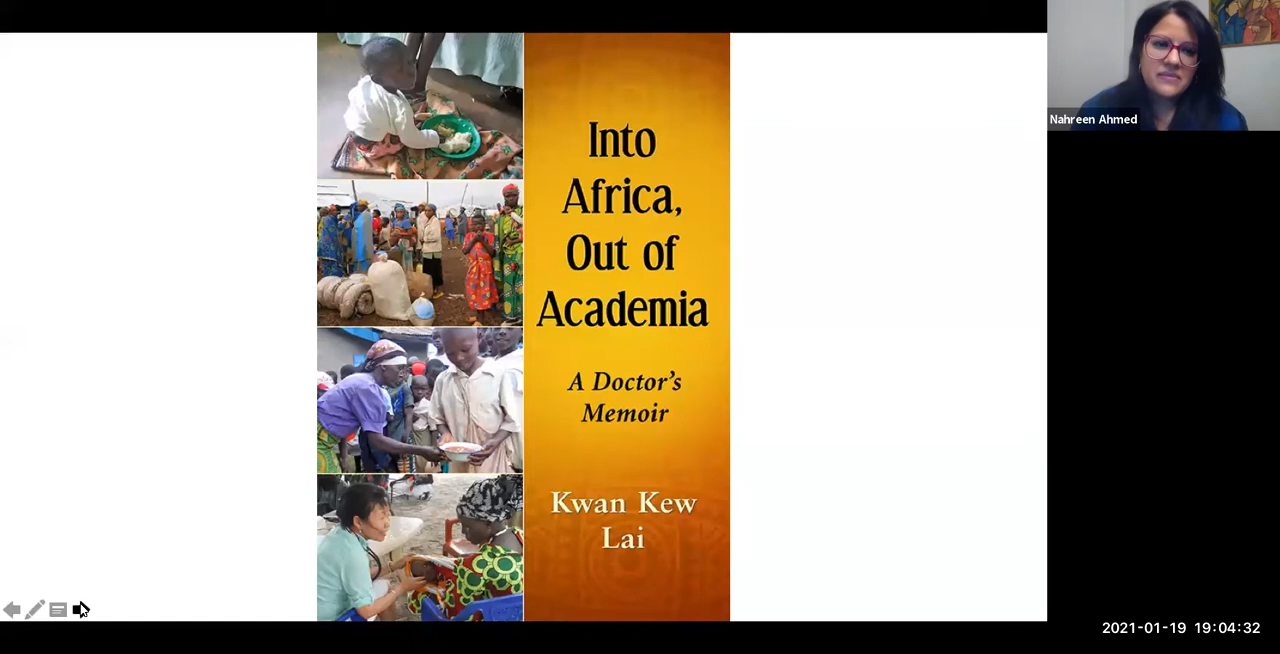 Into
Africa,
Out of
Academia
A Doctor's
Memoir
Kwan Kew
Lai
Nahreen Ahmed
2021-01-19 19:04:32